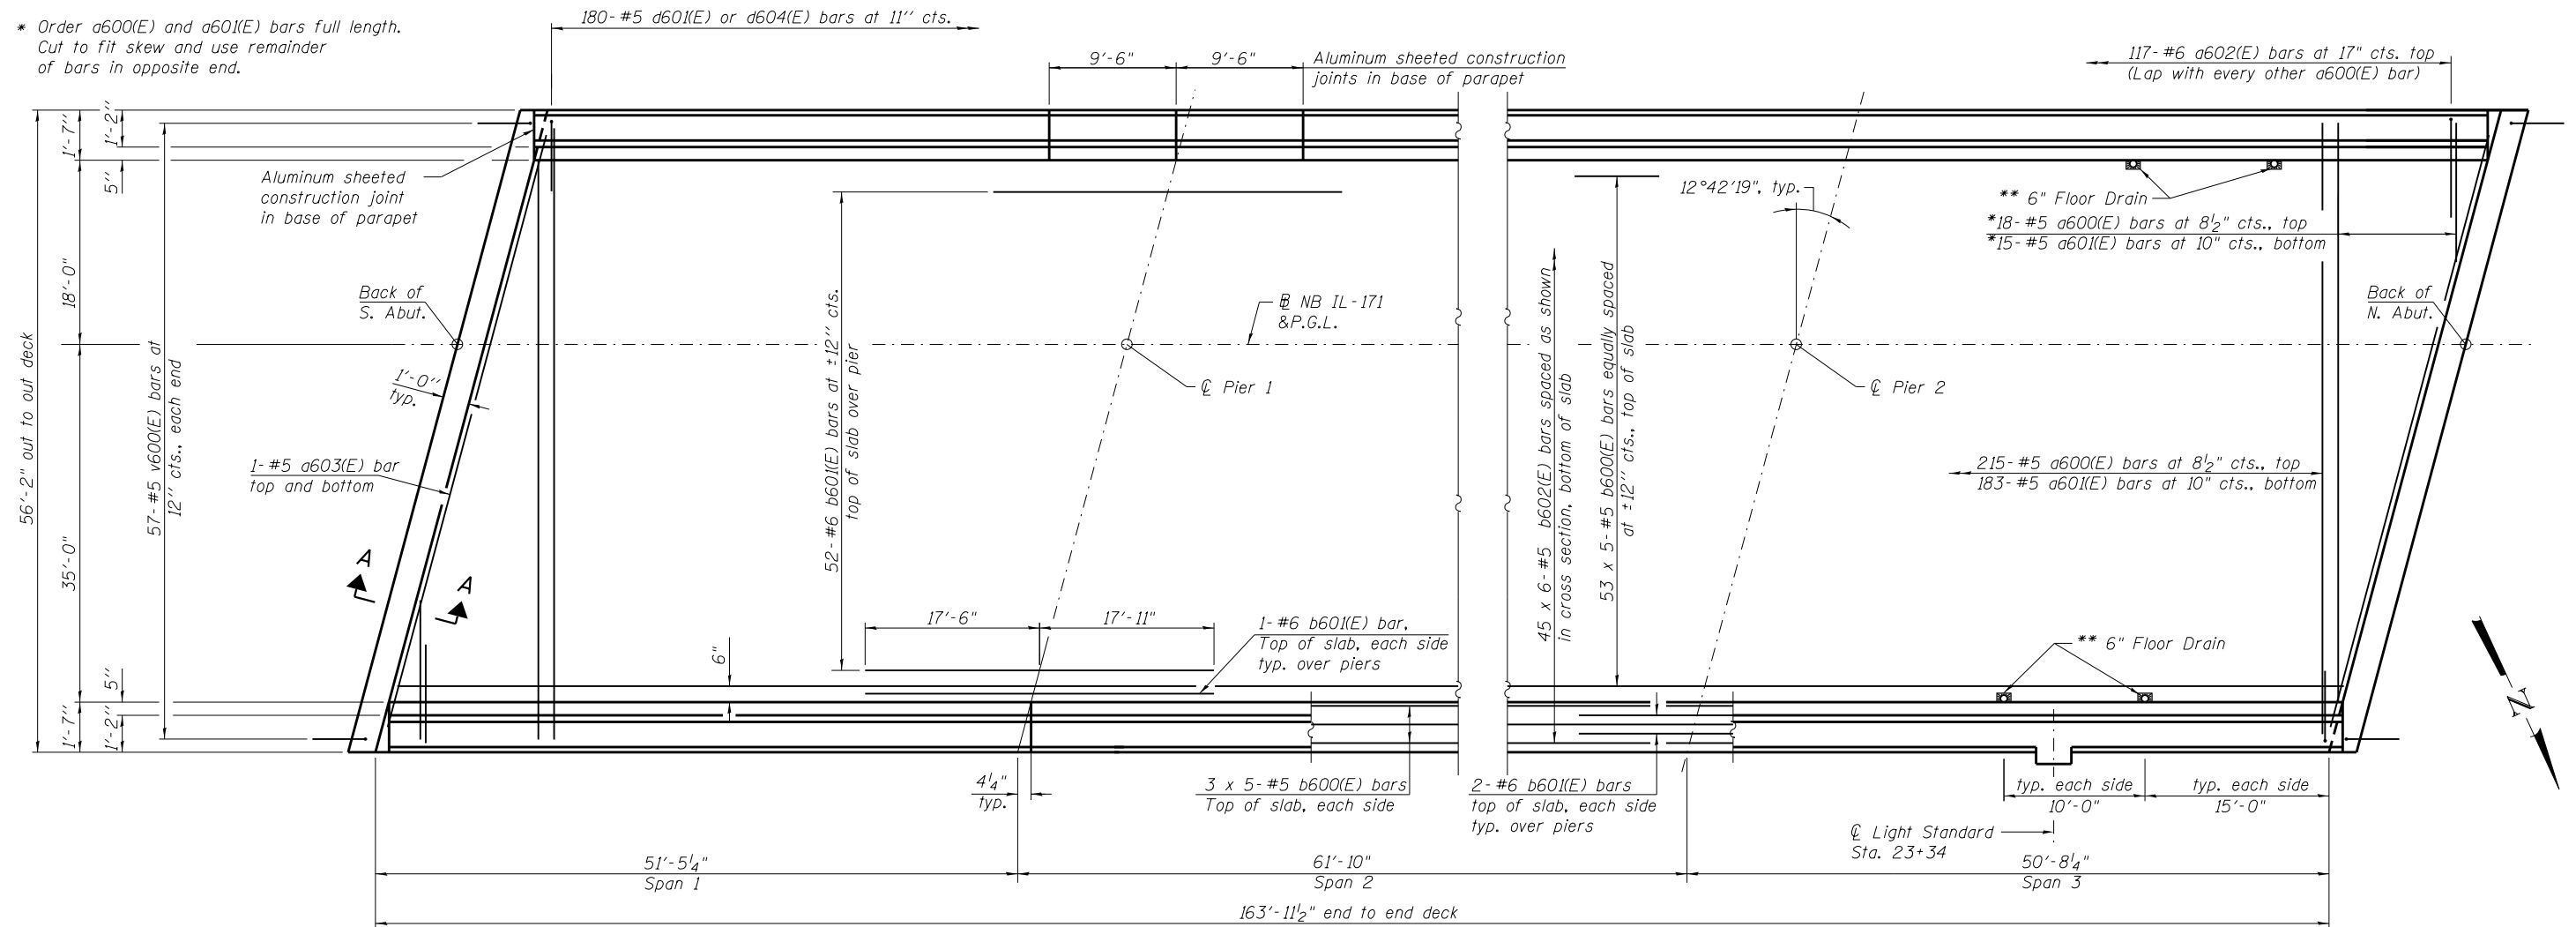 * Order a600(E) and a601(E) bars full length.
Cut to fit skew and use remainder
of bars in opposite end.
180-#5 d601(E) or d604(E) bars at 11'' cts.
9'-6"
9'-6"
Aluminum sheeted construction
joints in base of parapet
117-#6 a602(E) bars at 17" cts. top
(Lap with every other a600(E) bar)
56'-2" out to out deck
1'-7''
1'-2''
5''
18'-0"
35'-0"
5''
1'-7''
1'-2''
57-#5 v600(E) bars at
12'' cts., each end
Aluminum sheeted
construction joint
in base of parapet
Back of
S. Abut.
1'-0''
typ.
1-#5 a603(E) bar
top and bottom
A
A
52-#6 b601(E) bars at ±12'' cts.
top of slab over pier
℄ Pier 1
B NB IL-171
&P.G.L.
12°42'19", typ.
℄ Pier 2
** 6" Floor Drain
*18-#5 a600(E) bars at 8½" cts., top
*15-#5 a601(E) bars at 10" cts., bottom
Back of
N. Abut.
45 x 6-#5 b602(E) bars spaced as shown
in cross section, bottom of slab
53 x 5-#5 b600(E) bars equally spaced
at ±12'' cts., top of slab
215-#5 a600(E) bars at 8½" cts., top
183-#5 a601(E) bars at 10" cts., bottom
17'-6"
17'-11"
1-#6 b601(E) bar,
Top of slab, each side
typ. over piers
6"
** 6" Floor Drain
N
4¼"
typ.
3 x 5-#5 b600(E) bars
Top of slab, each side
2-#6 b601(E) bars
top of slab, each side
typ. over piers
typ. each side
10'-0"
typ. each side
15'-0"
℄ Light Standard
Sta. 23+34
51'-5¼"
Span 1
61'-10"
Span 2
50'-8¼"
Span 3
163'-11½" end to end deck